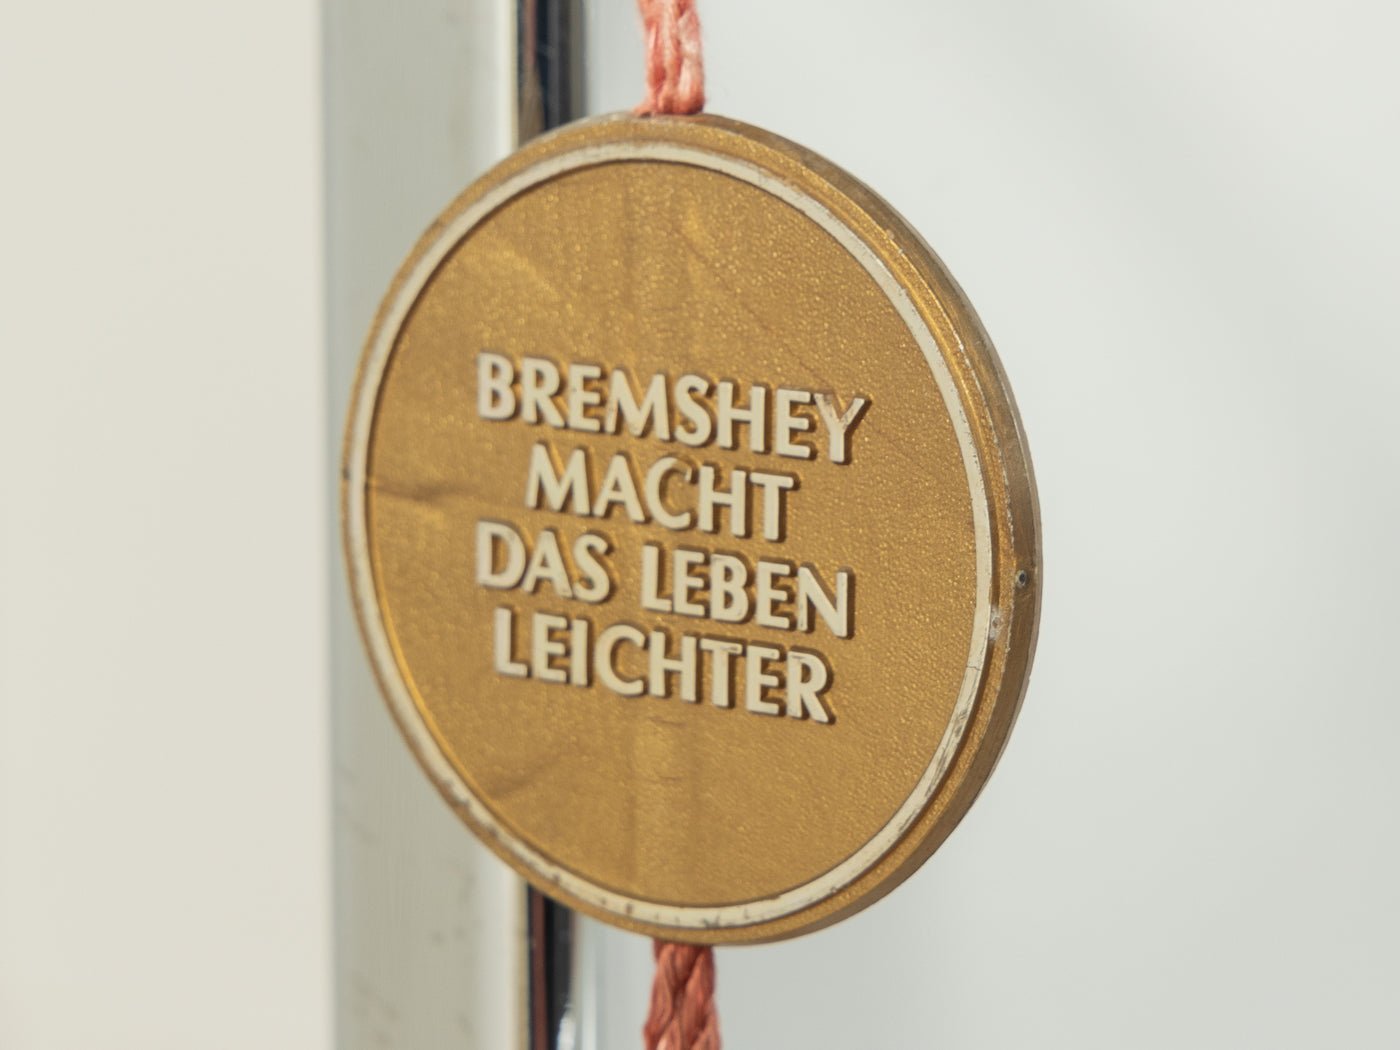 BREMSHEY
MACHT
DAS LEBEN
LEICHTER